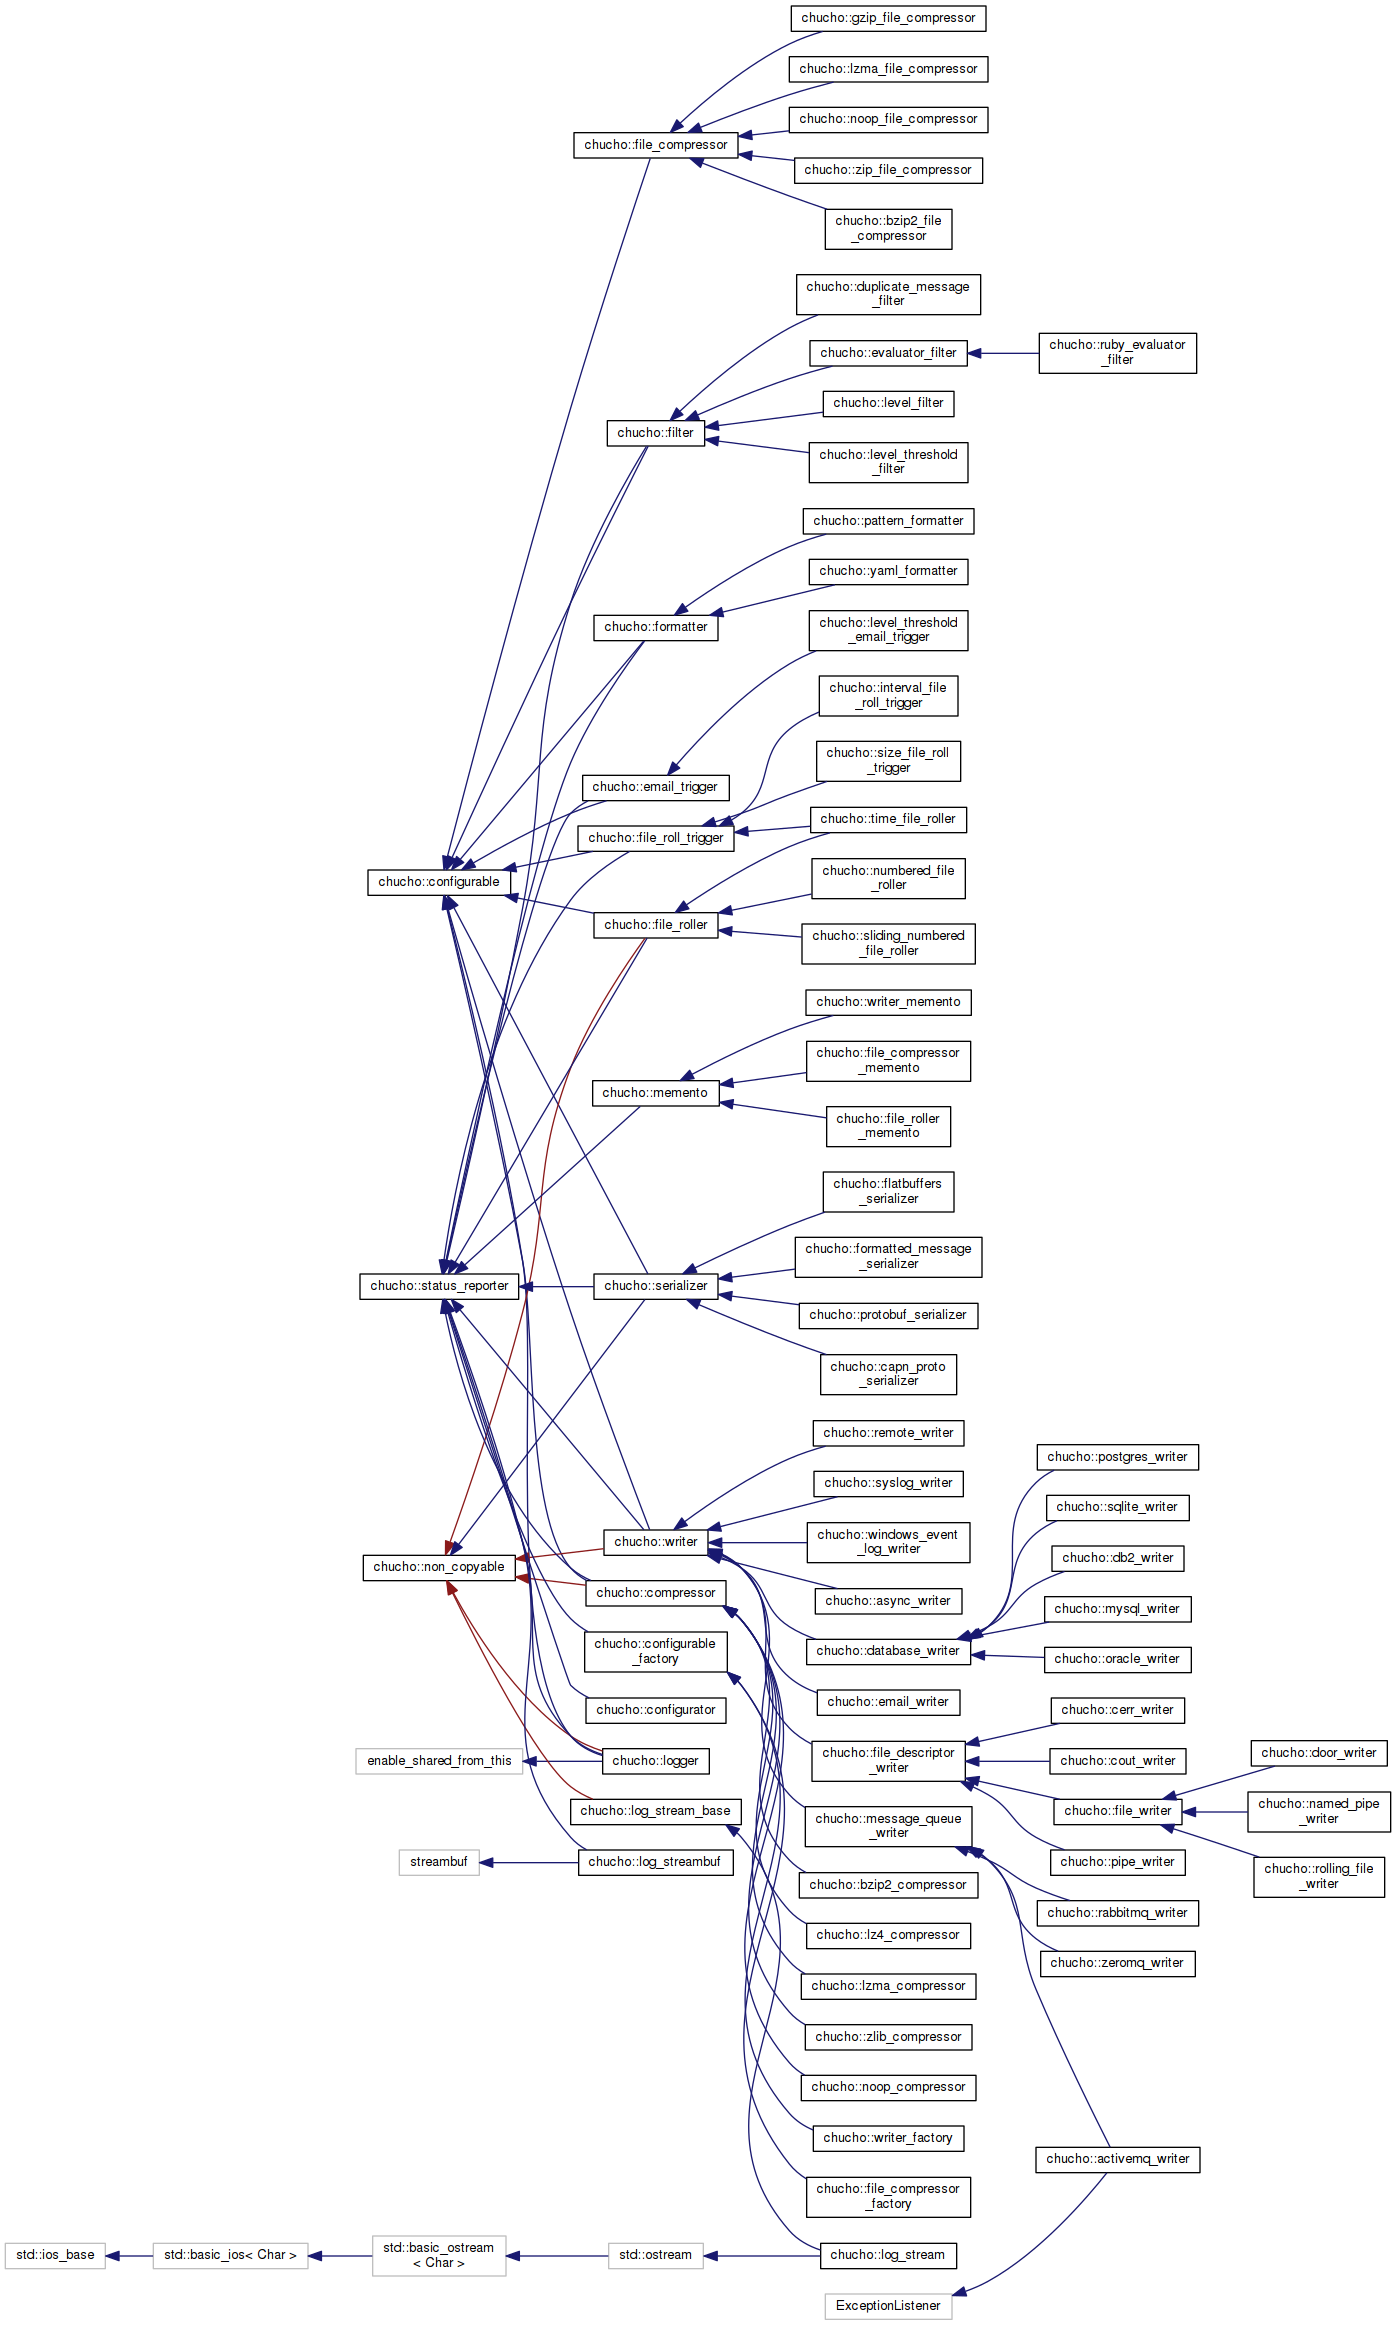 chucho::gzip_file_compressor
chucho::lzma_file_compressor
chucho::noop_file_compressor
chucho::file_compressor
chucho::zip_file_compressor
chucho::bzip2_file
_compressor
chucho::duplicate_message
_filter
chucho::evaluator_filter
chucho::ruby_evaluator
_filter
chucho::level_filter
chucho::filter
chucho::level_threshold
_filter
chucho::pattern_formatter
chucho::yaml_formatter
chucho::formatter
chucho::level_threshold
_email_trigger
chucho::interval_file
_roll_trigger
chucho::size_file_roll
_trigger
chucho::email_trigger
chucho::time_file_roller
chucho::file_roll_trigger
chucho::numbered_file
_roller
chucho::configurable
chucho::file_roller
chucho::sliding_numbered
_file_roller
chucho::writer_memento
chucho::file_compressor
_memento
chucho::memento
chucho::file_roller
_memento
chucho::flatbuffers
_serializer
chucho::formatted_message
_serializer
chucho::status_reporter
chucho::serializer
chucho::protobuf_serializer
chucho::capn_proto
_serializer
chucho::remote_writer
chucho::postgres_writer
chucho::syslog_writer
chucho::sqlite_writer
chucho::writer
chucho::windows_event
_log_writer
chucho::db2_writer
chucho::non_copyable
chucho::compressor
chucho::async_writer
chucho::mysql_writer
chucho::configurable
_factory
chucho::database_writer
chucho::oracle_writer
chucho::configurator
chucho::email_writer
chucho::cerr_writer
enable_shared_from_this
chucho::logger
chucho::file_descriptor
_writer
chucho::cout_writer
chucho::door_writer
chucho::log_stream_base
chucho::message_queue
_writer
chucho::file_writer
chucho::named_pipe
_writer
streambuf
chucho::log_streambuf
chucho::pipe_writer
chucho::rolling_file
_writer
chucho::bzip2_compressor
chucho::rabbitmq_writer
chucho::lz4_compressor
chucho::zeromq_writer
chucho::lzma_compressor
chucho::zlib_compressor
chucho::noop_compressor
chucho::writer_factory
chucho::activemq_writer
chucho::file_compressor
_factory
std::ios_base
std::basic_ios< Char >
std::basic_ostream
< Char >
std::ostream
chucho::log_stream
ExceptionListener